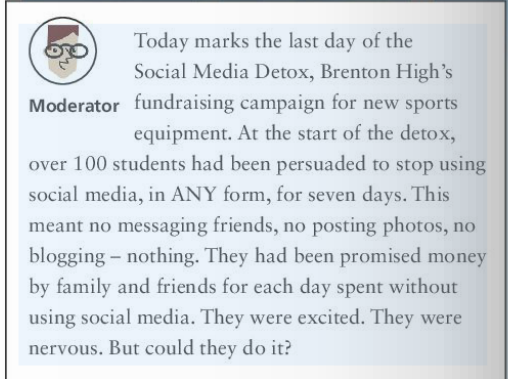 Today marks the last day of the
Social Media Detox, Brenton High's
Moderator fundraising campaign for new sports
equipment. At the start of the detox,
over 100 students had been persuaded to stop using
social media, in ANY form, for seven days. This
meant no messaging friends, no posting photos, no
blogging – nothing. They had been promised money
by family and friends for each day spent without
using social media. They were excited. They were
nervous. But could they do it?